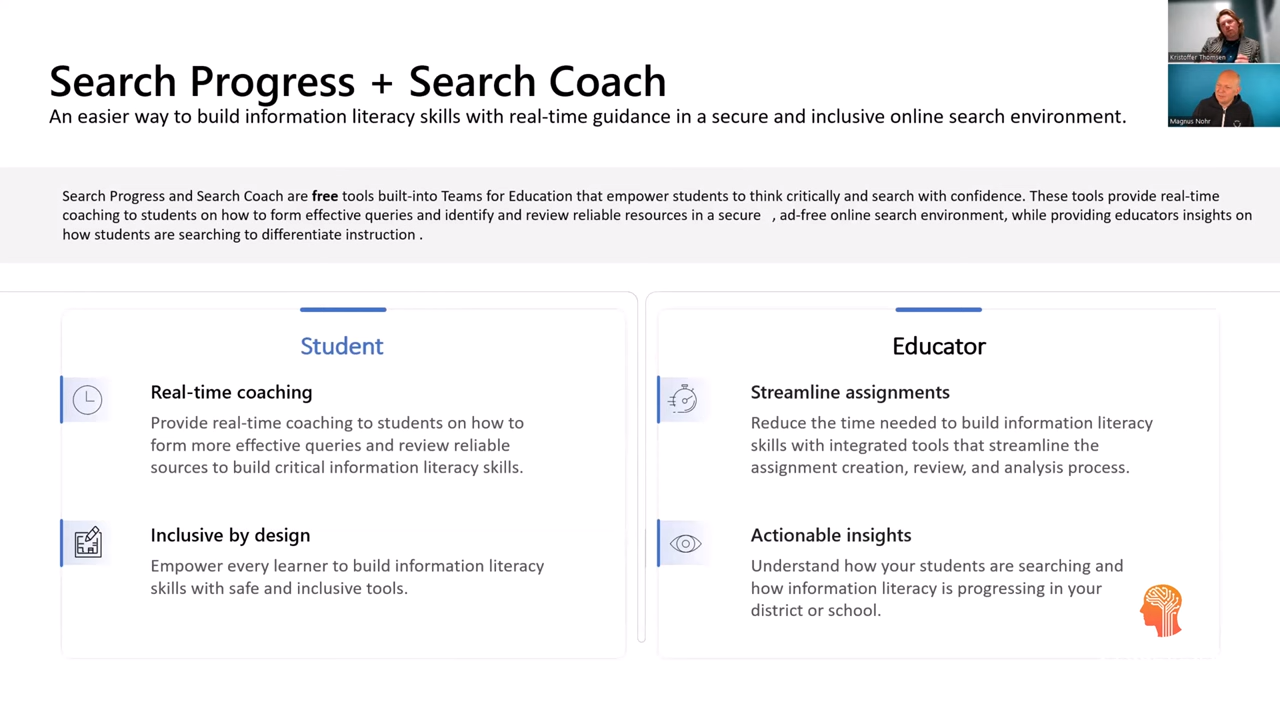 Search Progress + Search Coach
An easier way to build information literacy skills with real-time guidance in a secure and inclusive online search environment.
Kristoffer Thomsen
Magnus Nohr
Search Progress and Search Coach are free tools built-into Teams for Education that empower students to think critically and search with confidence. These tools provide real-time
coaching to students on how to form effective queries and identify and review reliable resources in a secure , ad-free online search environment, while providing educators insights on
how students are searching to differentiate instruction .
Student
Real-time coaching
Provide real-time coaching to students on how to
form more effective queries and review reliable
sources to build critical information literacy skills.
Inclusive by design
Empower every learner to build information literacy
skills with safe and inclusive tools.
Educator
Streamline assignments
Reduce the time needed to build information literacy
skills with integrated tools that streamline the
assignment creation, review, and analysis process.
Actionable insights
Understand how your students are searching and
how information literacy is progressing in your
district or school.